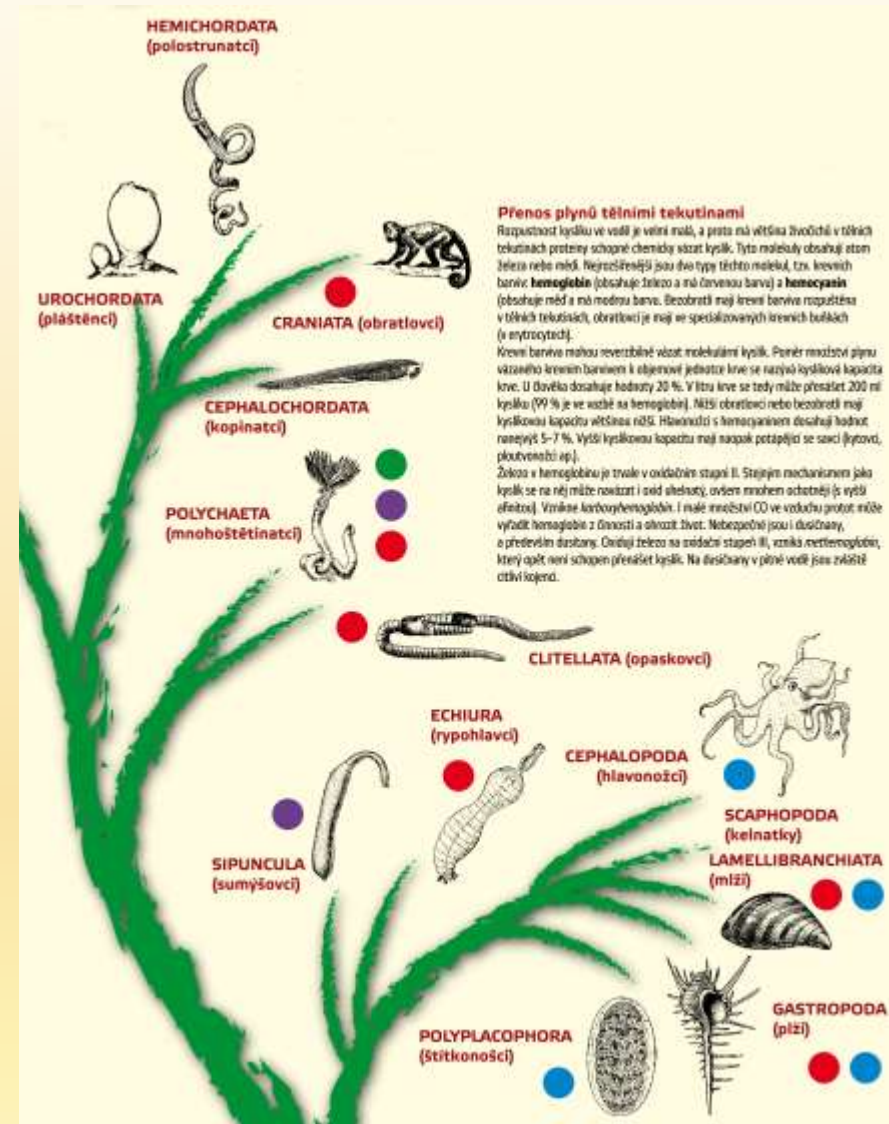 HEMICHORDATA
(polostrunatci)
UROCHORDATA
(pláštěnci)
CRANIATA (obratlovci)
CEPHALOCHORDATA
(kopinatci)
POLYCHAETA
(mnohoštětinatci)
Přenos plynů tělními tekutinami
Rozpustnost kyslíku ve vodě je velmi malá, a proto má většina živočichů v tělních
tekutinách proteiny schopné chemicky vázat kyslík. Tyto molekuly obsahují atom
železa nebo mědi. Nejrozšířenější jsou dva typy těchto molekul, tzv. krevních
barviv: hemoglobin (obsahuje železo a má červenou barvu) a hemocyanin
(obsahuje měď a má modrou barvu. Bezobratlí mají krevní barviva rozpuštěna
v tělních tekutinách, obratlovci je mají ve specializovaných krevních buňkách
(v erytrocytech).
Krevní barviva mohou reverzibilně vázat molekulární kyslík. Poměr množství plynu
vázaného krevním barvivem k objemové jednotce krve se nazývá kyslíková kapacita
krve. U člověka dosahuje hodnoty 20 %. V litru krve se tedy může přenášet 200 ml
kyslíku (99 % je ve vazbě na hemoglobin). Nižší obratlovci nebo bezobratlí mají
kyslíkovou kapacitu většinou nižší. Hlavonožci s hemocyaninem dosahují hodnot
nanejvýš 5–7 %. Vyšší kyslíkovou kapacitu mají naopak potápějící se savci (kytovci,
ploutvonožci ap.).
Železo v hemoglobinu je trvale v oxidačním stupni II. Stejným mechanismem jako
kyslík se na něj může navázat i oxid uhelnatý, ovšem mnohem ochotněji (s vyšší
afinitou). Vznikne karboxyhemoglobin. I malé množství CO ve vzduchu protot může
vyřadit hemoglobin z činnosti a ohrozit život. Nebezpečné jsou i dusičnany,
a především dusitany. Oxidují železo na oxidační stupeň III, vzniká methemoglobin,
který opět není schopen přenášet kyslík. Na dusičnany v pitné vodě jsou zvláště
citliví kojenci.
CLITELLATA (opaskovci)
ECHIURA
(rypohlavci)
CEPHALOPODA
(hlavonožci)
SIPUNCULA
(sumýšovci)
SCAPHOPODA
(kelnatky)
LAMELLIBRANCHIATA
(mlži)
GASTROPODA
(plži)
POLYPLACOPHORA
(štítkonošci)